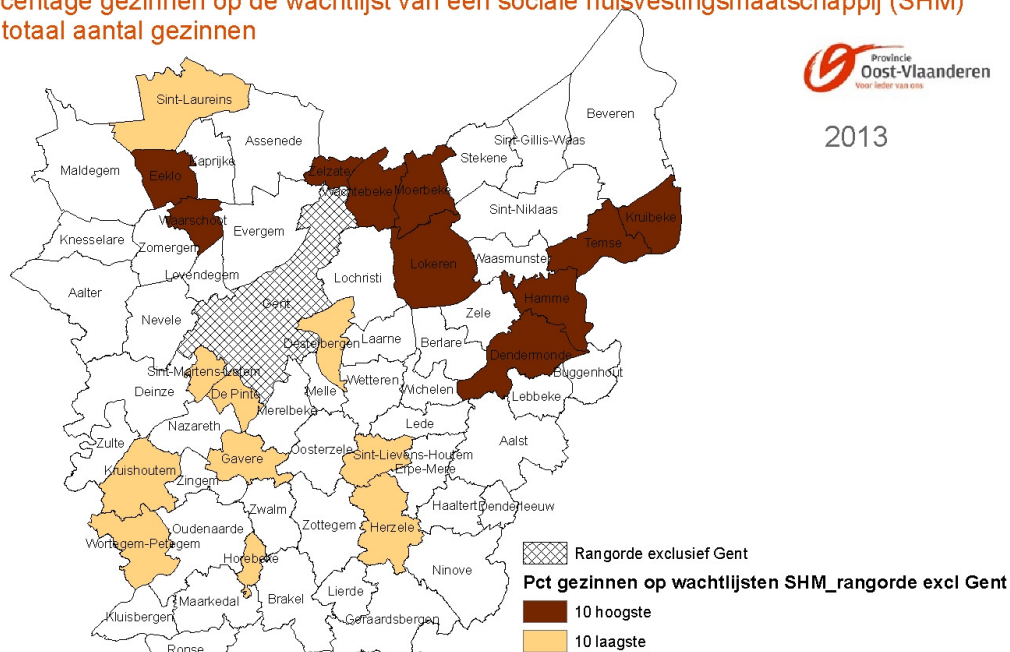 centage gezinnen op de wachtlijst van een sociale huisvestingsmaatschappij (SHM)
totaal aantal gezinnen
Provincie
Oost-Vlaanderen
Voor ieder van ons
2013
Sint-Laureins
Beveren
Assenede
Sint-Gillis-Waas
Stekene
Kaprijke
Maldegem
Eeklo
Zelzate
Wachtebeke
Moerbeke
Sint-Niklaas
Kruibeke
Waarschoot
Evergem
Knesselare
Zomergem
Temse
Waasmunster
Lokeren
Lovendegem
Lochristi
Aalter
Hamme
Gent
Zele
Nevele
Destelbergen
Laarne
Berlare
Dendermonde
Buggenhout
Sint-Martens-Latem
Deinze
De Pinte
Melle
Wetteren
Wichelen
Lebbeke
Merelbeke
Nazareth
Lede
Aalst
Zulte
Oosterzele
Sint-Lievens-Houtem
Gavere
Erpe-Mere
Kruishoutem
Zingem
Zwalm
Haaltert
Denderleeuw
Oudenaarde
Zottegem
Herzele
Wortegem-Petegem
Horebeke
Ninove
Lierde
Maarkedal
Brakel
Kluisbergen
Geraardsbergen
Ronse
Rangorde exclusief Gent
Pct gezinnen op wachtlijsten SHM_rangorde excl Gent
10 hoogste
10 laagste